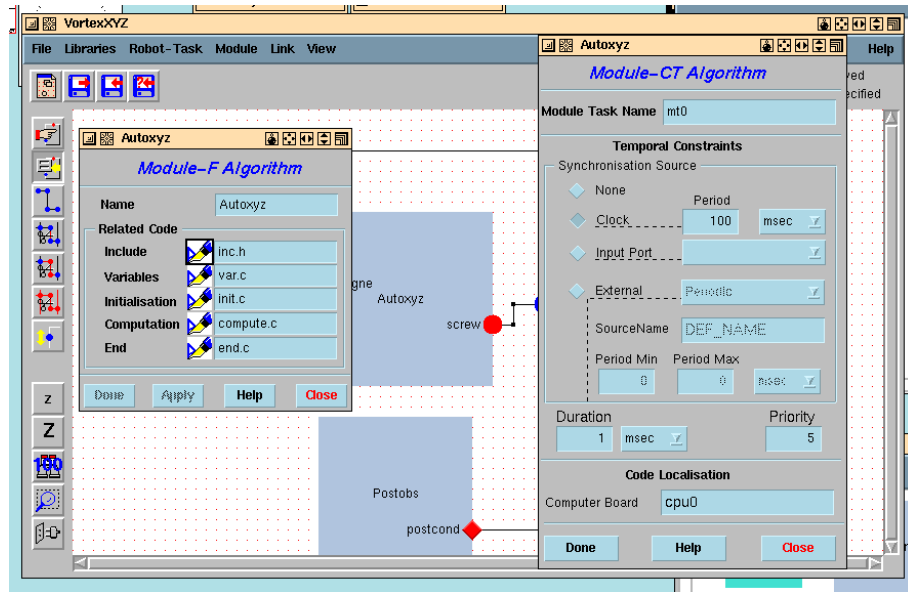 VortexXYZ
File Libraries Robot-Task Module Link View Help
Autoxyz
Module-F Algorithm
Name Autoxyz
Related Code
Include inc.h
Variables var.c
Initialisation init.c
Computation compute.c
End end.c
Done Apply Help Close
z
Z
100
gne
Autoxyz
screw
Postobs
postcond
Autoxyz
Module-CT Algorithm
Module Task Name mt0
Temporal Constraints
Synchronisation Source
None
Period
Clock 100 msec
Input Port
External Periodic
SourceName DEF_NAME
Period Min Period Max
0 0 msec
Duration Priority
1 msec 5
Code Localisation
Computer Board cpu0
Done Help Close
ved
ecified